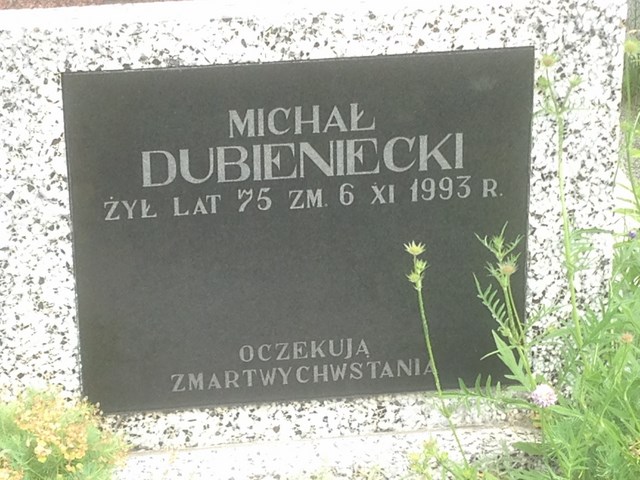 MICHAŁ
DUBIENIECKI
ŻYŁ LAT 75 ZM. 6 XI 1993 R.
OCZEKUJĄ
ZMARTWYCHWSTANIA